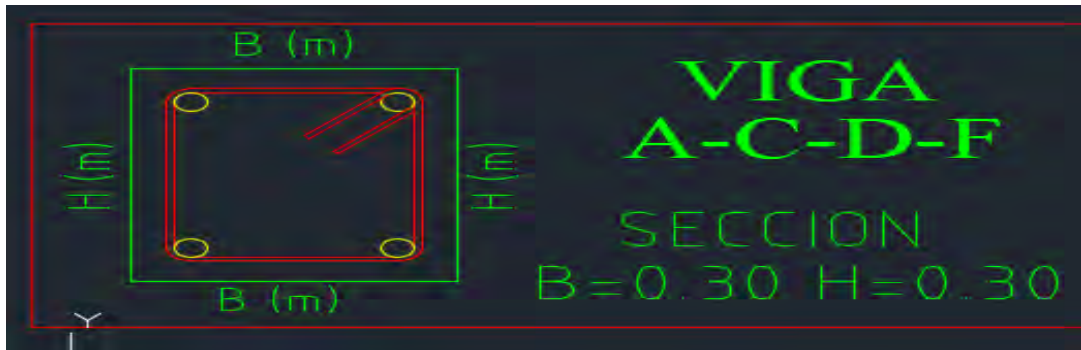 B (m)
H (m)
H (m)
B (m)
VIGA
A-C-D-F
SECCION
B=0.30 H=0.30
Y